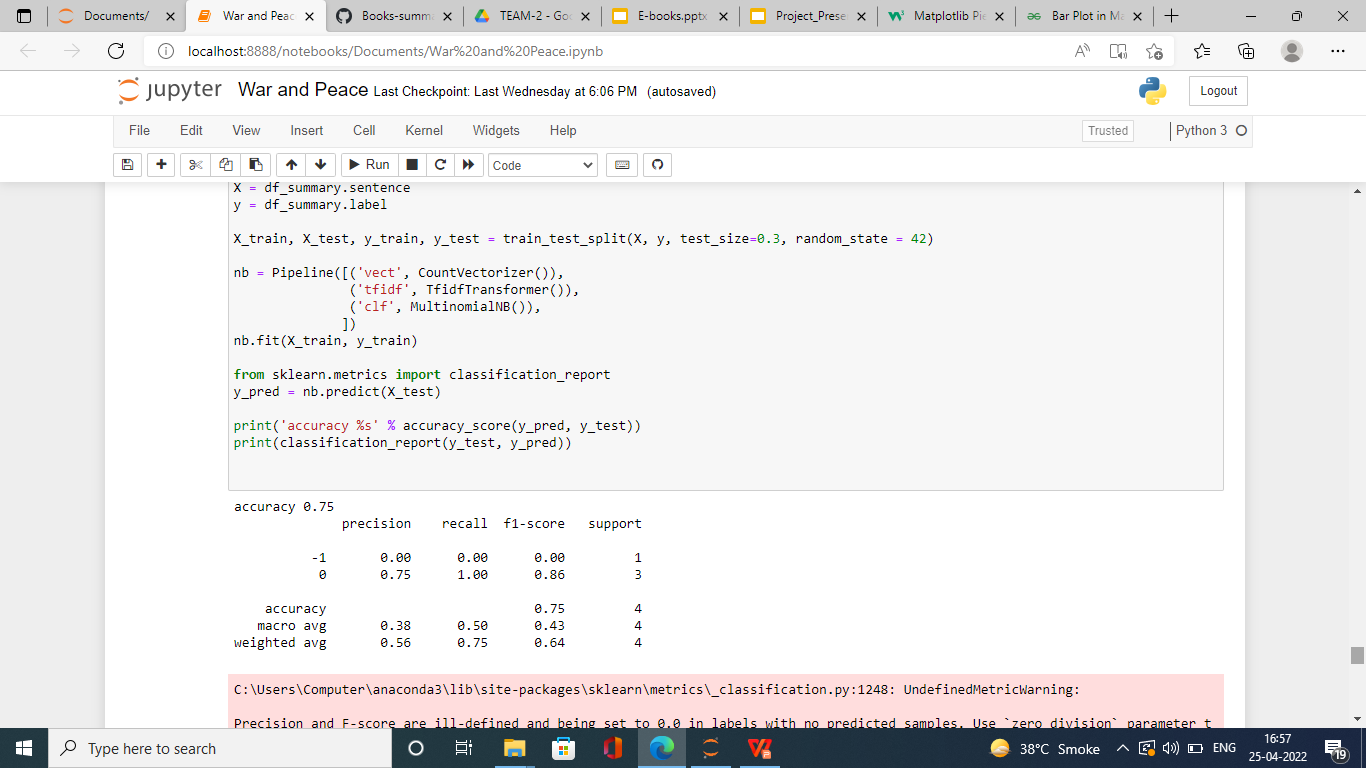 Documents/
War and Peac
Books-summ
TEAM-2 - Goo
E-books.pptx
Project_Prese
Matplotlib Pie
Bar Plot in Ma
localhost:8888/notebooks/Documents/War%20and%20Peace.ipynb
jupyter War and Peace Last Checkpoint: Last Wednesday at 6:06 PM (autosaved)
Logout
File Edit View Insert Cell Kernel Widgets Help
Trusted
Python 3
Run
Code
X = df_summary.sentence
y = df_summary.label
X_train, X_test, y_train, y_test = train_test_split(X, y, test_size=0.3, random_state = 42)
nb = Pipeline([('vect', CountVectorizer()),
('tfidf', TfidfTransformer()),
('clf', MultinomialNB()),
])
nb.fit(X_train, y_train)
from sklearn.metrics import classification_report
y_pred = nb.predict(X_test)
print('accuracy %s' % accuracy_score(y_pred, y_test))
print(classification_report(y_test, y_pred))
accuracy 0.75
precision recall f1-score support
-1 0.00 0.00 0.00 1
0 0.75 1.00 0.86 3
accuracy 0.75 4
macro avg 0.38 0.50 0.43 4
weighted avg 0.56 0.75 0.64 4
C:\Users\Computer\anaconda3\lib\site-packages\sklearn\metrics\_classification.py:1248: UndefinedMetricWarning:
Precision and F-score are ill-defined and being set to 0.0 in labels with no predicted samples. Use `zero_division` parameter t
Type here to search
38°C Smoke
ENG
16:57
25-04-2022
19